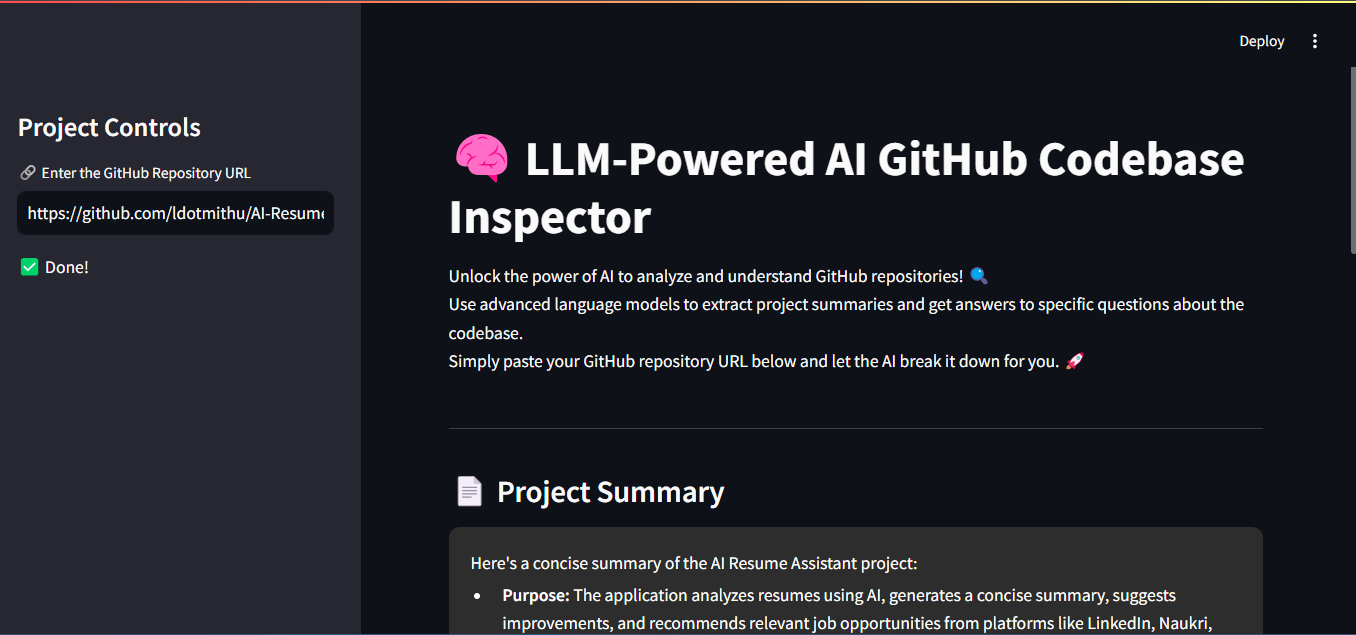 Deploy
Project Controls
Enter the GitHub Repository URL
https://github.com/ldotmithu/AI-Resume
Done!
LLM-Powered AI GitHub Codebase
Inspector
Unlock the power of AI to analyze and understand GitHub repositories!
Use advanced language models to extract project summaries and get answers to specific questions about the
codebase.
Simply paste your GitHub repository URL below and let the AI break it down for you.
Project Summary
Here's a concise summary of the AI Resume Assistant project:
• Purpose: The application analyzes resumes using AI, generates a concise summary, suggests
improvements, and recommends relevant job opportunities from platforms like LinkedIn, Naukri,